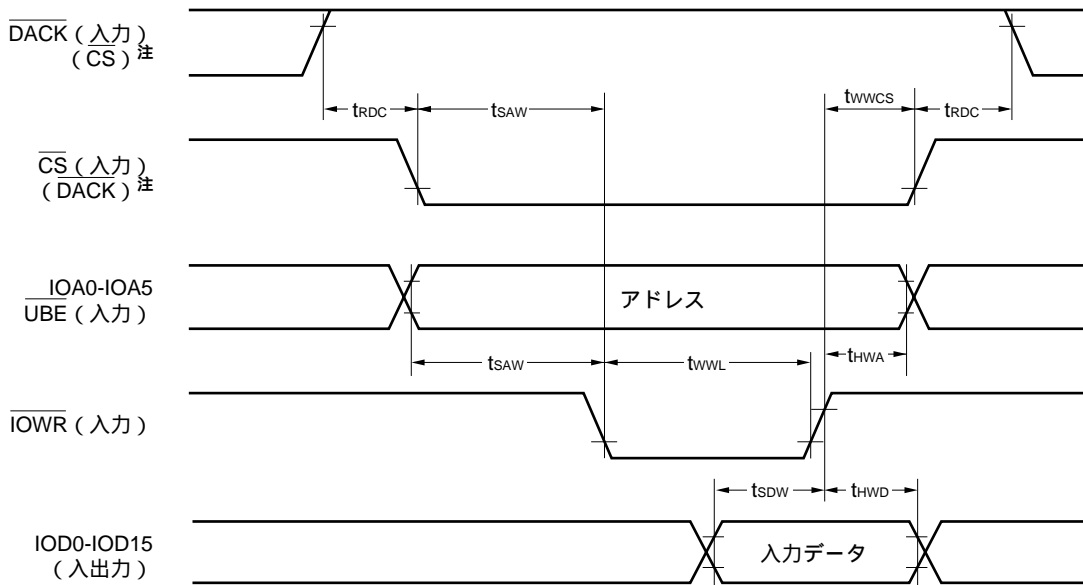 DACK（入力）
（CS）注
tRDC
tSAW
tWWCS
tRDC
CS（入力）
（DACK）注
IOA0-IOA5
UBE（入力）
アドレス
tSAW
tWWL
tHWA
IOWR（入力）
tSDW
tHWD
IOD0-IOD15
（入出力）
入力データ